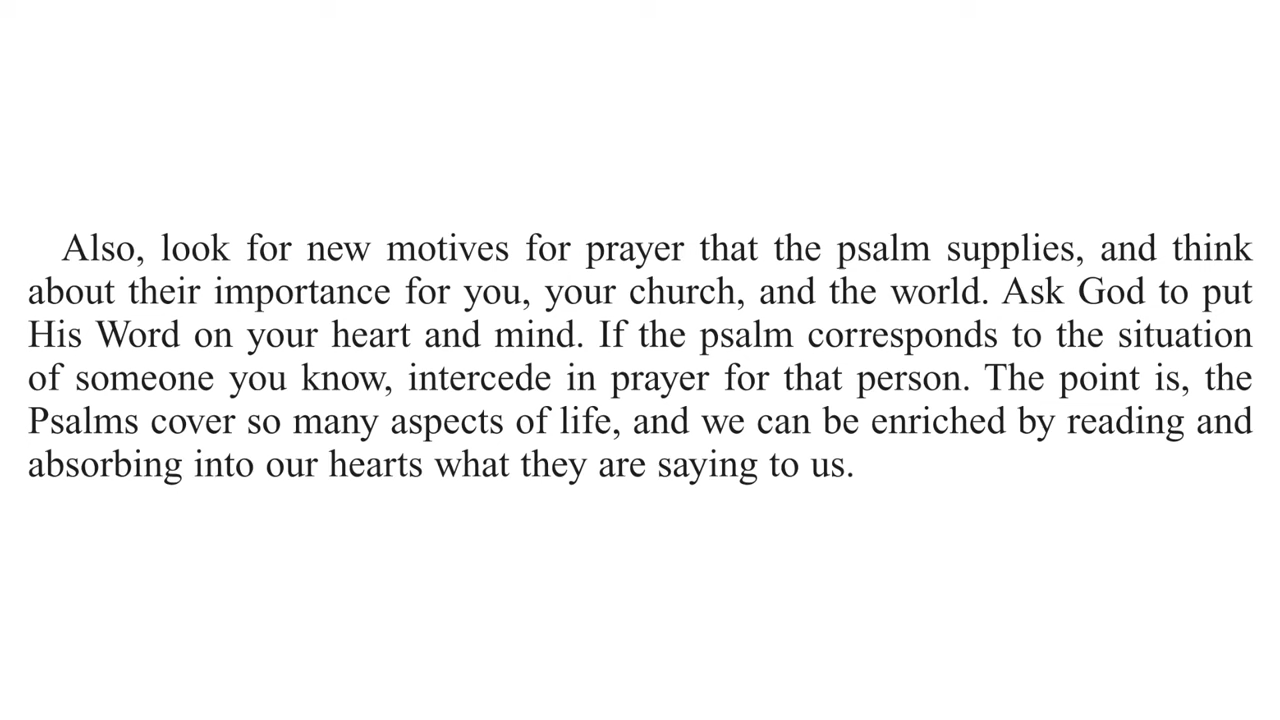 Also, look for new motives for prayer that the psalm supplies, and think
about their importance for you, your church, and the world. Ask God to put
His Word on your heart and mind. If the psalm corresponds to the situation
of someone you know, intercede in prayer for that person. The point is, the
Psalms cover so many aspects of life, and we can be enriched by reading and
absorbing into our hearts what they are saying to us.